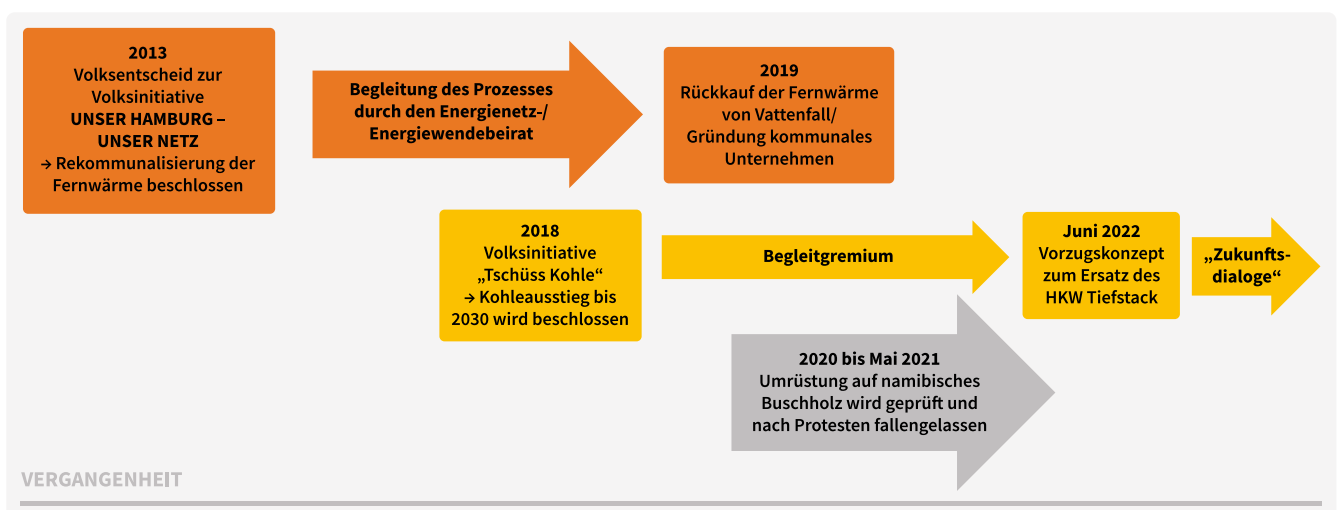 2013
Volksentscheid zur
Volksinitiative
UNSER HAMBURG –
UNSER NETZ
→ Rekommunalisierung der
Fernwärme beschlossen
Begleitung des Prozesses
durch den Energienetz-/
Energiewendebeirat
2019
Rückkauf der Fernwärme
von Vattenfall/
Gründung kommunales
Unternehmen
2018
Volksinitiative
„Tschüss Kohle“
→ Kohleausstieg bis
2030 wird beschlossen
Begleitgremium
Juni 2022
Vorzugskonzept
zum Ersatz des
HKW Tiefstack
„Zukunfts-
dialoge“
2020 bis Mai 2021
Umrüstung auf namibisches
Buschholz wird geprüft und
nach Protesten fallengelassen
VERGANGENHEIT